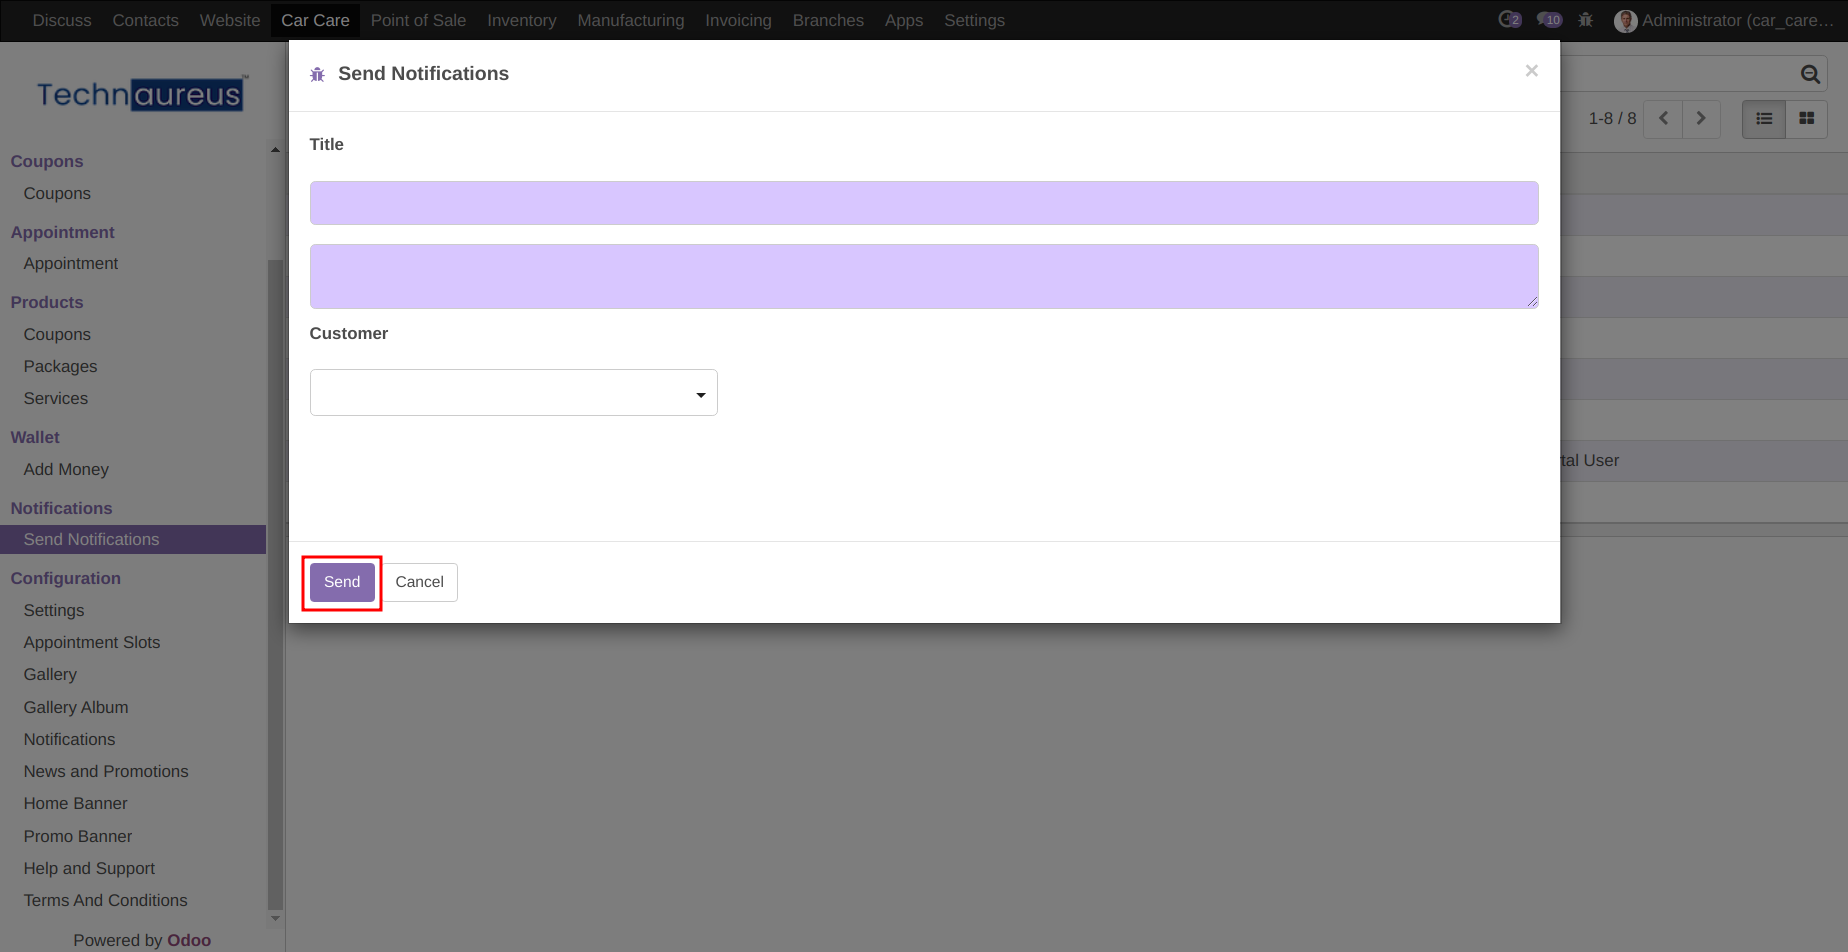 Discuss Contacts Website Car Care Point of Sale Inventory Manufacturing Invoicing Branches Apps Settings 2 10 Administrator (car_care…
Technaureus™
Send Notifications ×
1-8 / 8
Title
Coupons
Coupons
Appointment
Appointment
Products
Coupons
Packages
Services
Wallet
Add Money
Notifications
Send Notifications
Configuration
Settings
Appointment Slots
Gallery
Gallery Album
Notifications
News and Promotions
Home Banner
Promo Banner
Help and Support
Terms And Conditions
Powered by Odoo
Customer
User
Send Cancel